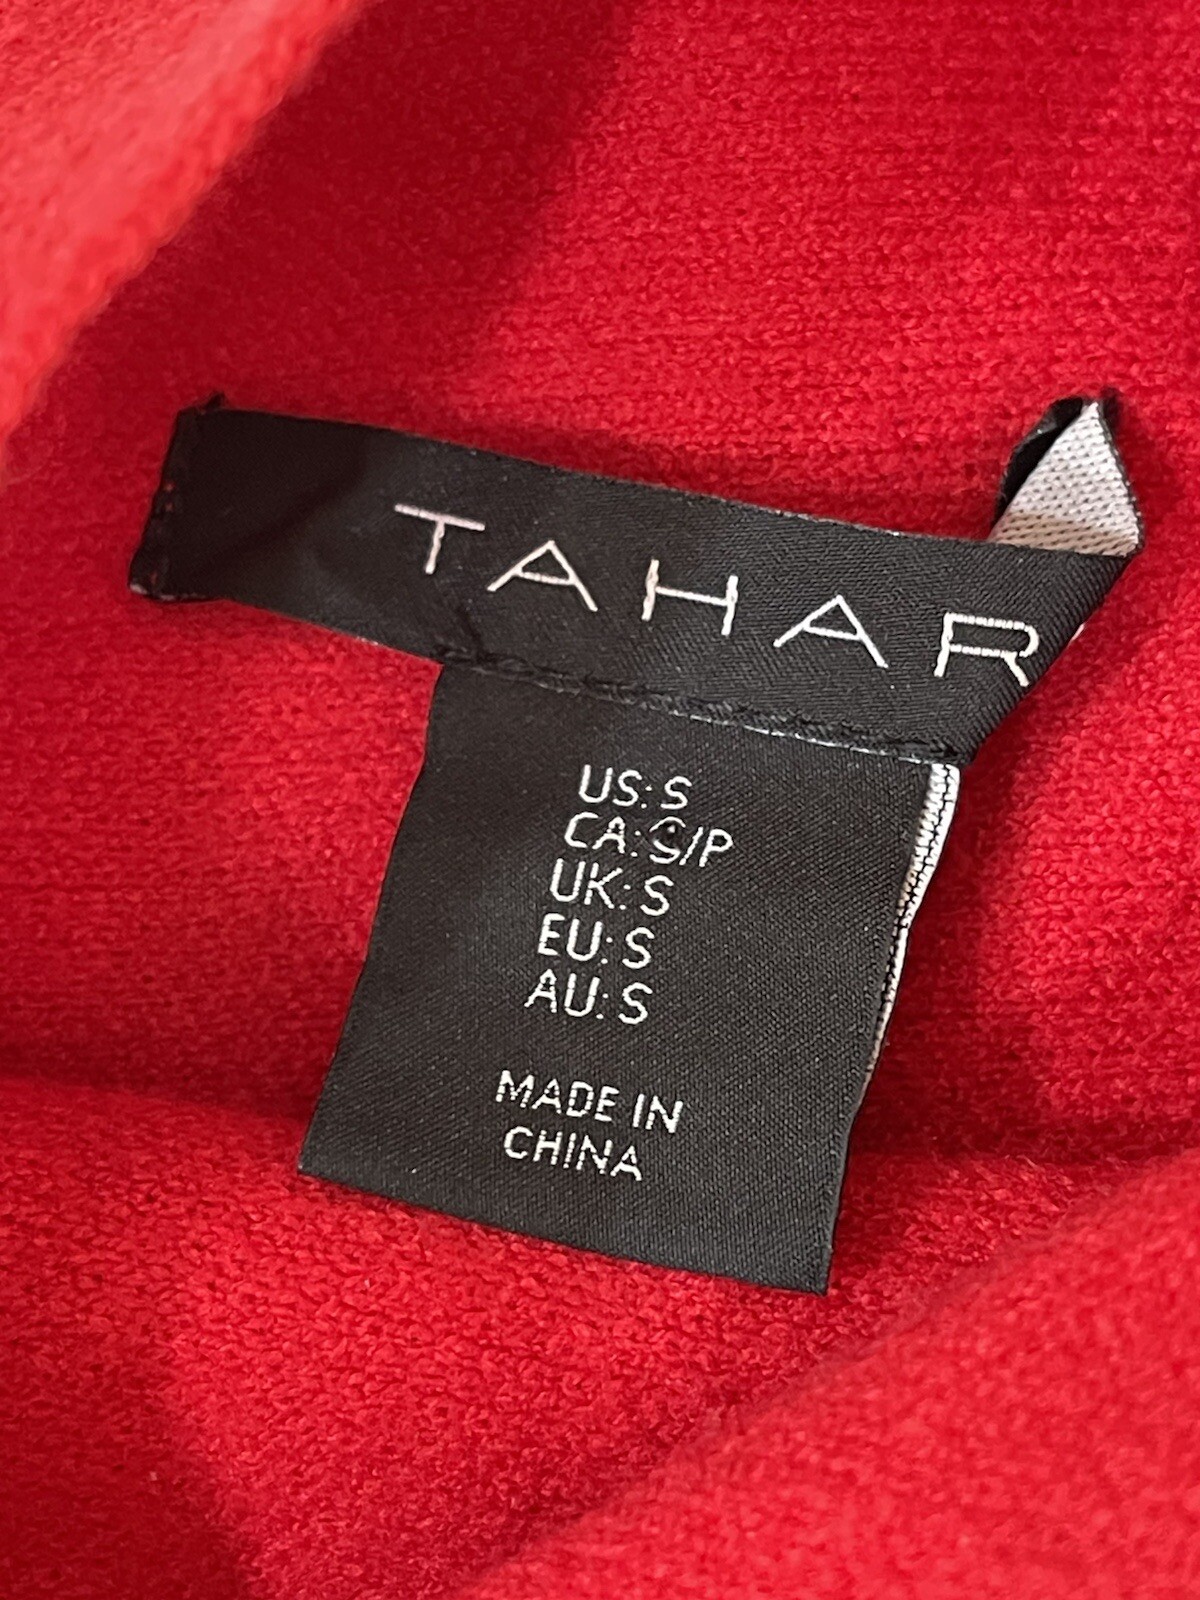 TAHAR
US: S
CA: S/P
UK: S
EU: S
AU: S
MADE IN
CHINA